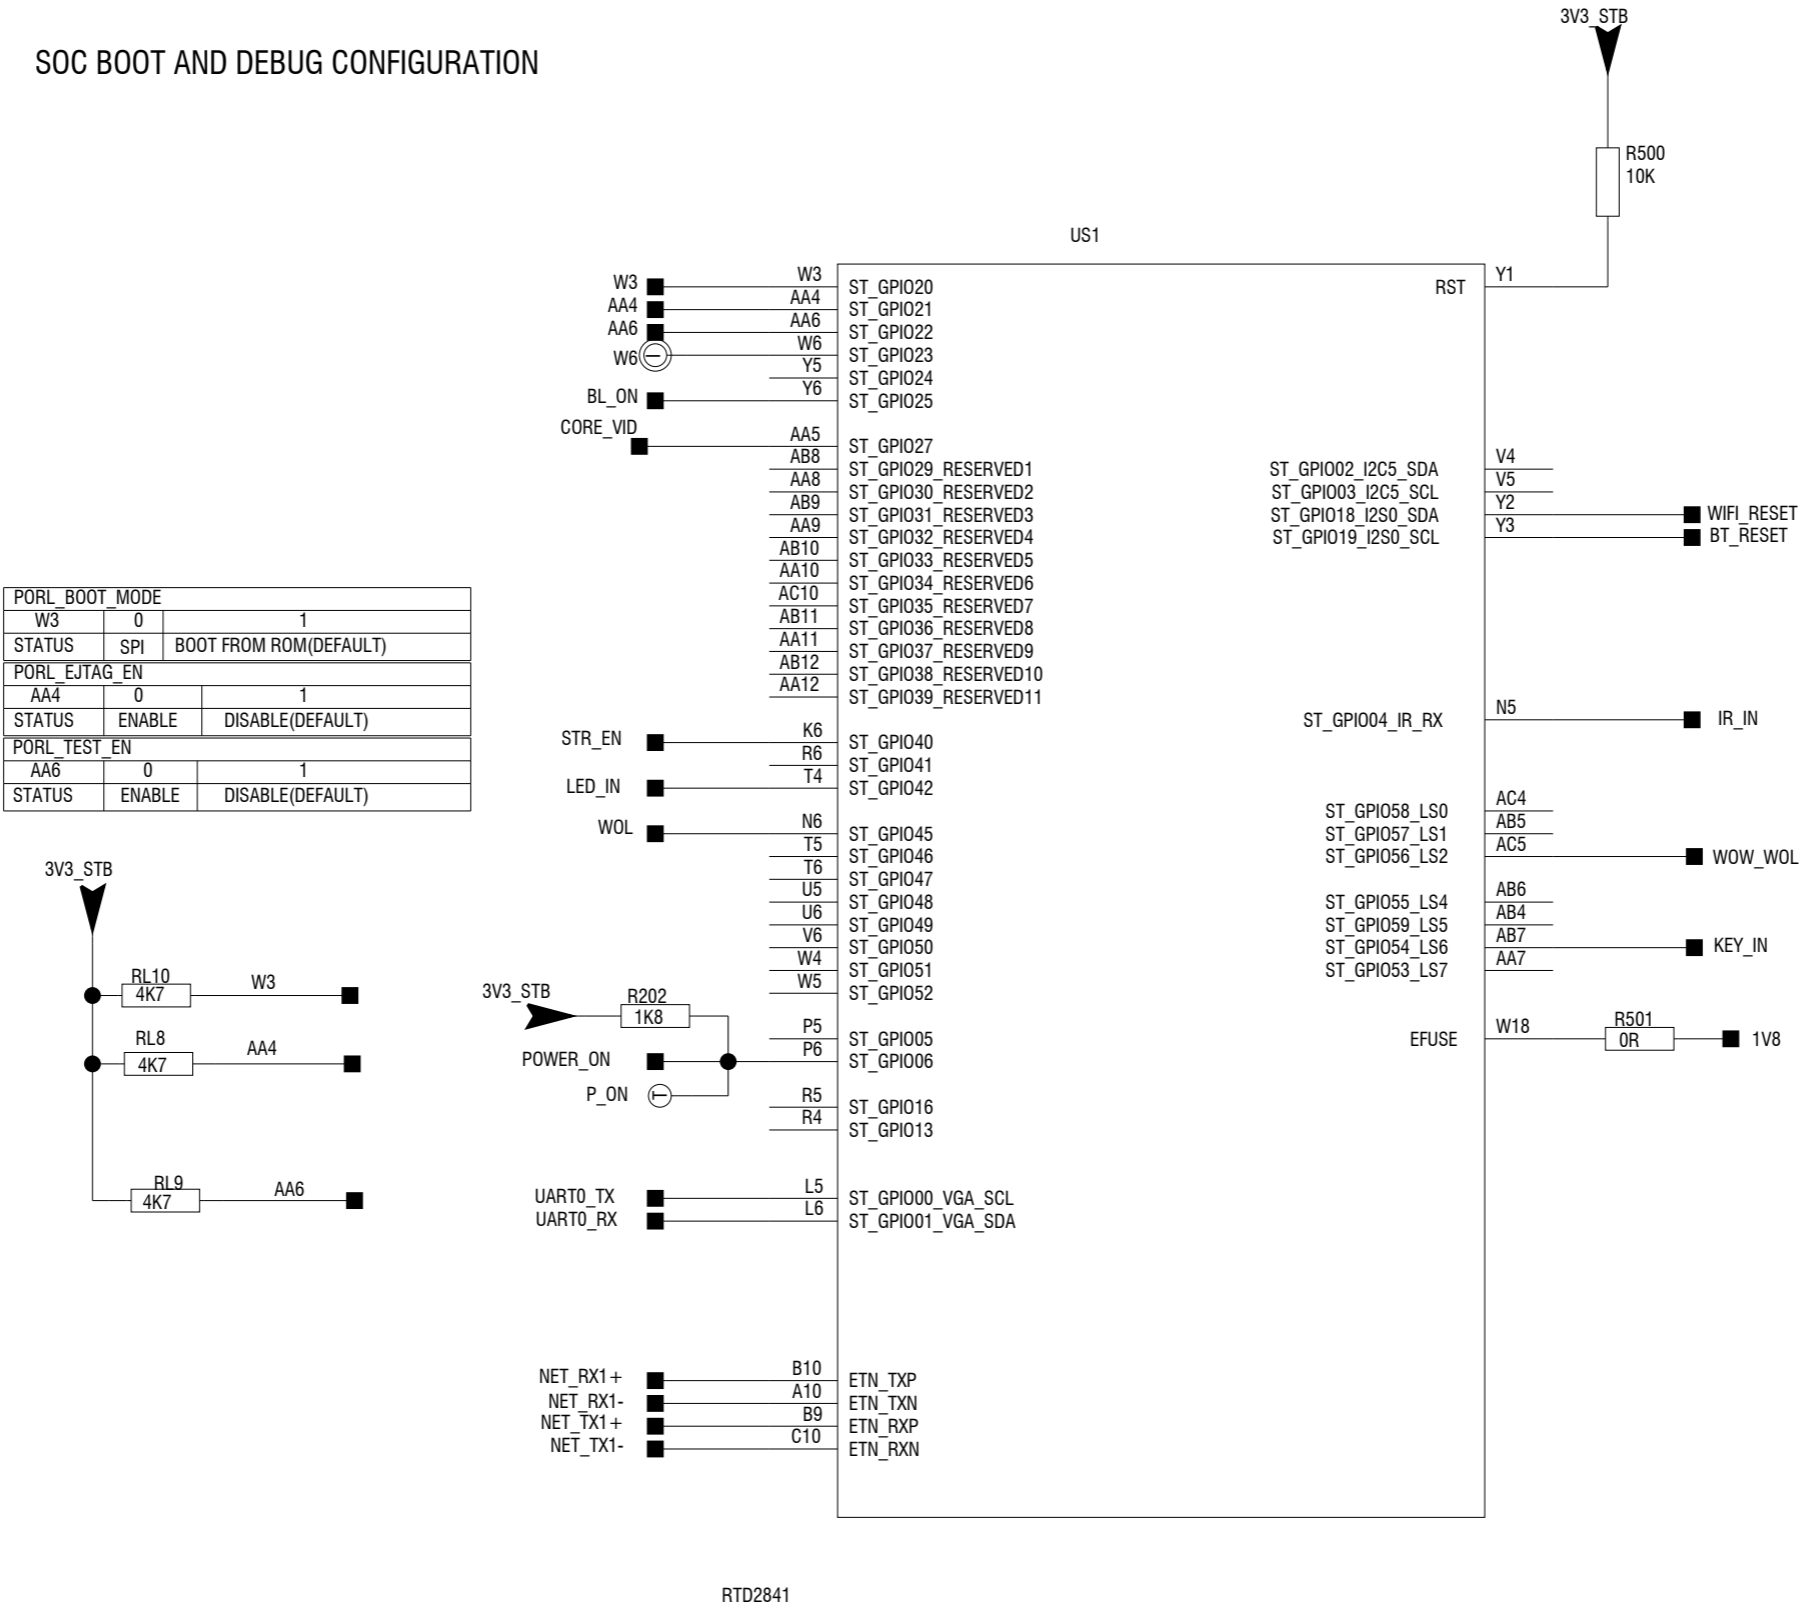 3V3_STB
SOC BOOT AND DEBUG CONFIGURATION
R500
10K
US1
W3 W3 ST_GPIO20
AA4 AA4 ST_GPIO21
AA6 AA6 ST_GPIO22
W6 W6 ST_GPIO23
Y5 ST_GPIO24
BL_ON Y6 ST_GPIO25
CORE_VID AA5 ST_GPIO27
AB8 ST_GPIO29_RESERVED1
AA8 ST_GPIO30_RESERVED2
AB9 ST_GPIO31_RESERVED3
AA9 ST_GPIO32_RESERVED4
AB10 ST_GPIO33_RESERVED5
AA10 ST_GPIO34_RESERVED6
AC10 ST_GPIO35_RESERVED7
AB11 ST_GPIO36_RESERVED8
AA11 ST_GPIO37_RESERVED9
AB12 ST_GPIO38_RESERVED10
AA12 ST_GPIO39_RESERVED11
STR_EN K6 ST_GPIO40
R6 ST_GPIO41
LED_IN T4 ST_GPIO42
WOL N6 ST_GPIO45
T5 ST_GPIO46
T6 ST_GPIO47
U5 ST_GPIO48
U6 ST_GPIO49
V6 ST_GPIO50
W4 ST_GPIO51
W5 ST_GPIO52
3V3_STB R202
1K8
P5 ST_GPIO05
POWER_ON P6 ST_GPIO06
P_ON
R5 ST_GPIO16
R4 ST_GPIO13
UART0_TX L5 ST_GPIO00_VGA_SCL
UART0_RX L6 ST_GPIO01_VGA_SDA
NET_RX1+ B10 ETN_TXP
NET_RX1- A10 ETN_TXN
NET_TX1+ B9 ETN_RXP
NET_TX1- C10 ETN_RXN
RST Y1
ST_GPIO02_I2C5_SDA V4
ST_GPIO03_I2C5_SCL V5
ST_GPIO18_I2S0_SDA Y2 WIFI_RESET
ST_GPIO19_I2S0_SCL Y3 BT_RESET
ST_GPIO04_IR_RX N5 IR_IN
ST_GPIO58_LS0 AC4
ST_GPIO57_LS1 AB5
ST_GPIO56_LS2 AC5 WOW_WOL
ST_GPIO55_LS4 AB6
ST_GPIO59_LS5 AB4
ST_GPIO54_LS6 AB7 KEY_IN
ST_GPIO53_LS7 AA7
EFUSE W18 R501 1V8
0R
PORL_BOOT_MODE
W3 0 1
STATUS SPI BOOT FROM ROM(DEFAULT)
PORL_EJTAG_EN
AA4 0 1
STATUS ENABLE DISABLE(DEFAULT)
PORL_TEST_EN
AA6 0 1
STATUS ENABLE DISABLE(DEFAULT)
3V3_STB
RL10 W3
4K7
RL8 AA4
4K7
RL9 AA6
4K7
RTD2841